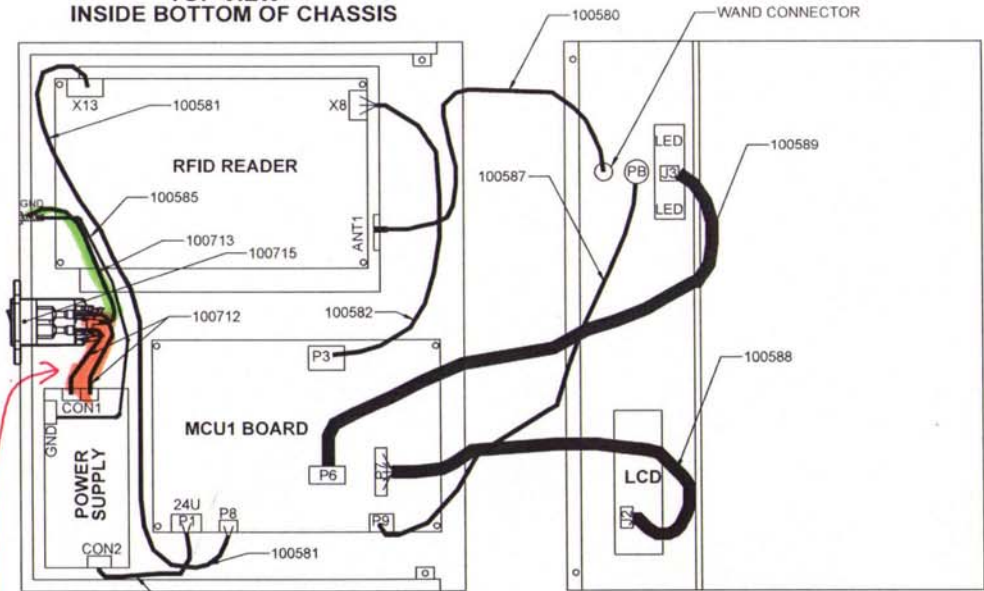 INSIDE BOTTOM OF CHASSIS
100580
WAND CONNECTOR
X13
100581
X8
RFID READER
LED
J3
LED
PB
100589
100587
100585
GND
100713
ANT1
100715
100582
100712
P3
CON1
GND
MCU1 BOARD
100588
POWER
SUPPLY
P6
LCD
24U
P1
P8
P9
J2
CON2
100581